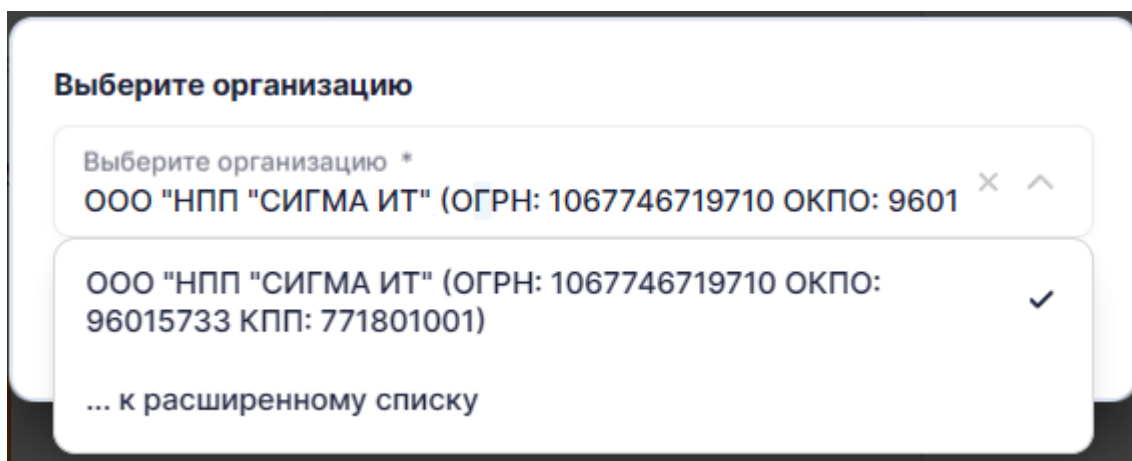 Выберите организацию
Выберите организацию *
ООО "НПП "СИГМА ИТ" (ОГРН: 1067746719710 ОКПО: 9601
ООО "НПП "СИГМА ИТ" (ОГРН: 1067746719710 ОКПО:
96015733 КПП: 771801001)
... к расширенному списку